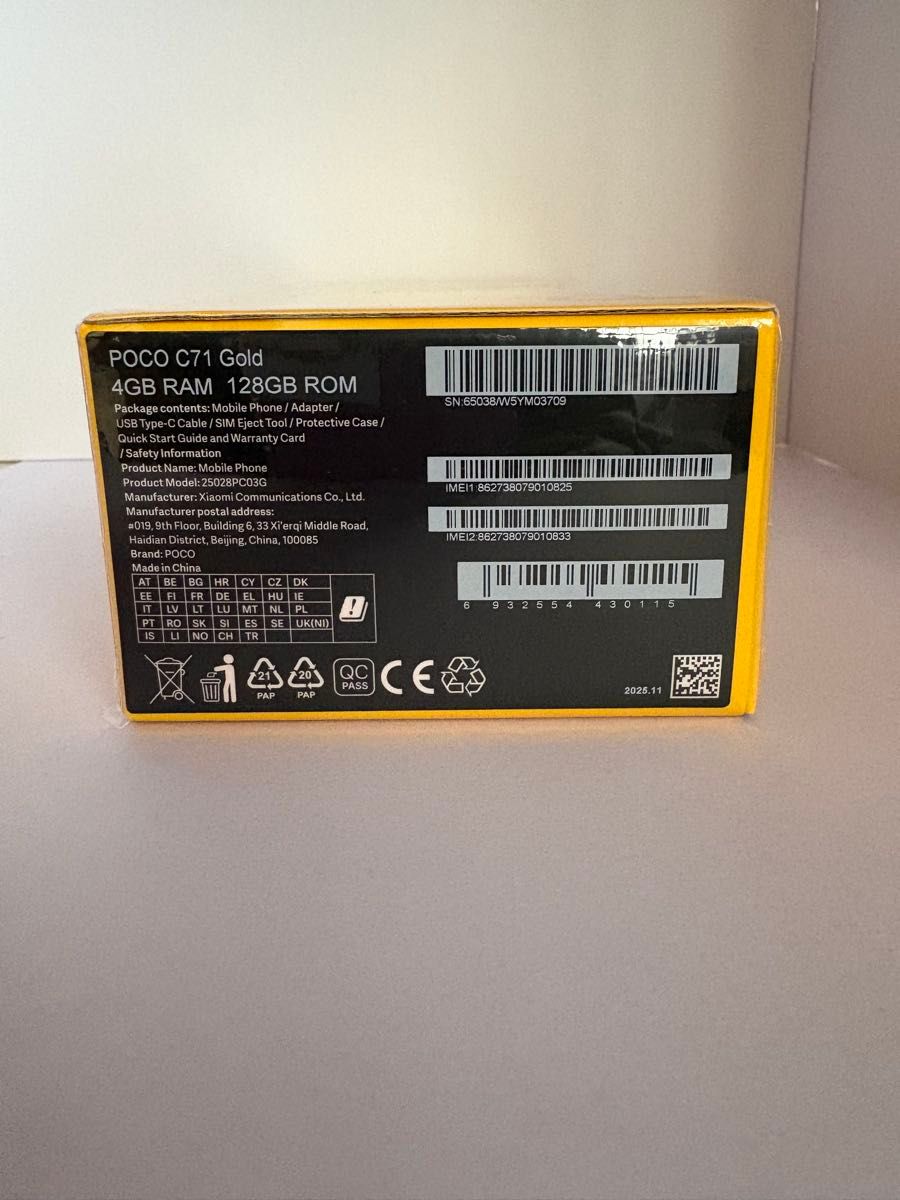 POCO C71 Gold
4GB RAM 128GB ROM
Package contents: Mobile Phone / Adapter /
USB Type-C Cable / SIM Eject Tool / Protective Case /
Quick Start Guide and Warranty Card
/ Safety Information
Product Name: Mobile Phone
Product Model: 25028PC03G
Manufacturer: Xiaomi Communications Co., Ltd.
Manufacturer postal address:
#019, 9th Floor, Building 6, 33 Xi'erqi Middle Road,
Haidian District, Beijing, China, 100085
Brand: POCO
Made in China
AT BE BG HR CY CZ DK
EE FI FR DE EL HU IE
IT LV LT LU MT NL PL
PT RO SK SI ES SE UK(NI)
IS LI NO CH TR
21
PAP
20
PAP
QC
PASS
CE
SN:65038/W5YM03709
IMEI1:862738079010825
IMEI2:862738079010833
6 932554 430115
2025.11